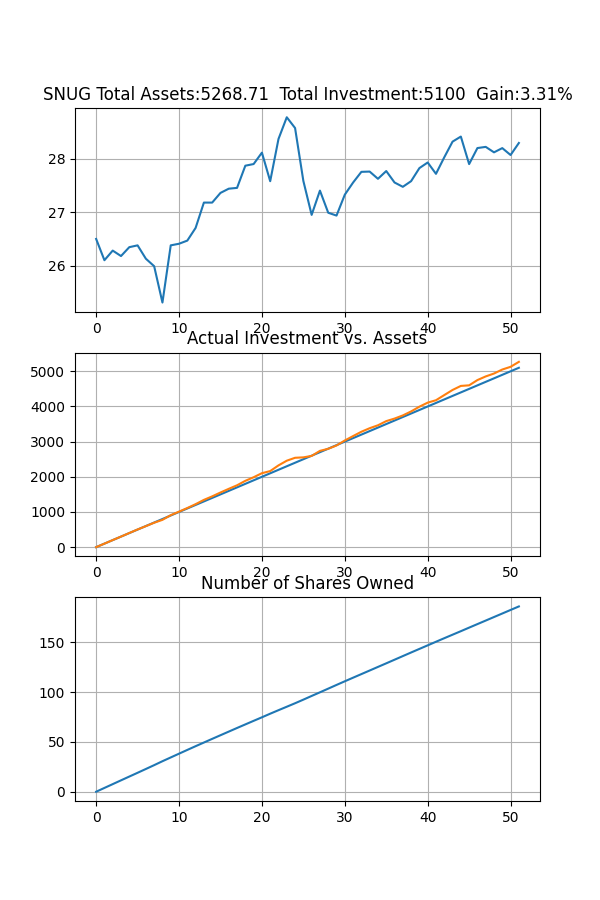 SNUG Total Assets:5268.71  Total Investment:5100  Gain:3.31%
28
27
26
0 10 20 30 40 50
Actual Investment vs. Assets
5000
4000
3000
2000
1000
0
0 10 20 30 40 50
Number of Shares Owned
150
100
50
0
0 10 20 30 40 50